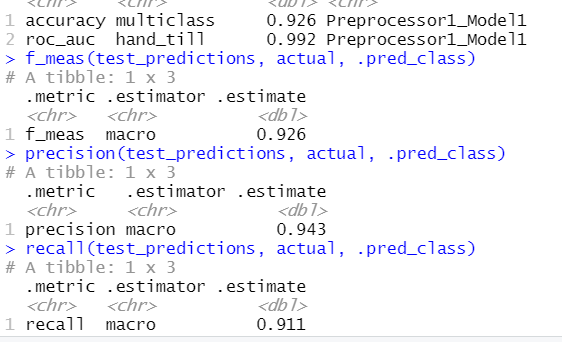 <chr> <chr> <dbl> <chr>
1 accuracy multiclass 0.926 Preprocessor1_Model1
2 roc_auc hand_till 0.992 Preprocessor1_Model1
> f_meas(test_predictions, actual, .pred_class)
# A tibble: 1 x 3
.metric .estimator .estimate
<chr> <chr> <dbl>
1 f_meas macro 0.926
> precision(test_predictions, actual, .pred_class)
# A tibble: 1 x 3
.metric .estimator .estimate
<chr> <chr> <dbl>
1 precision macro 0.943
> recall(test_predictions, actual, .pred_class)
# A tibble: 1 x 3
.metric .estimator .estimate
<chr> <chr> <dbl>
1 recall macro 0.911